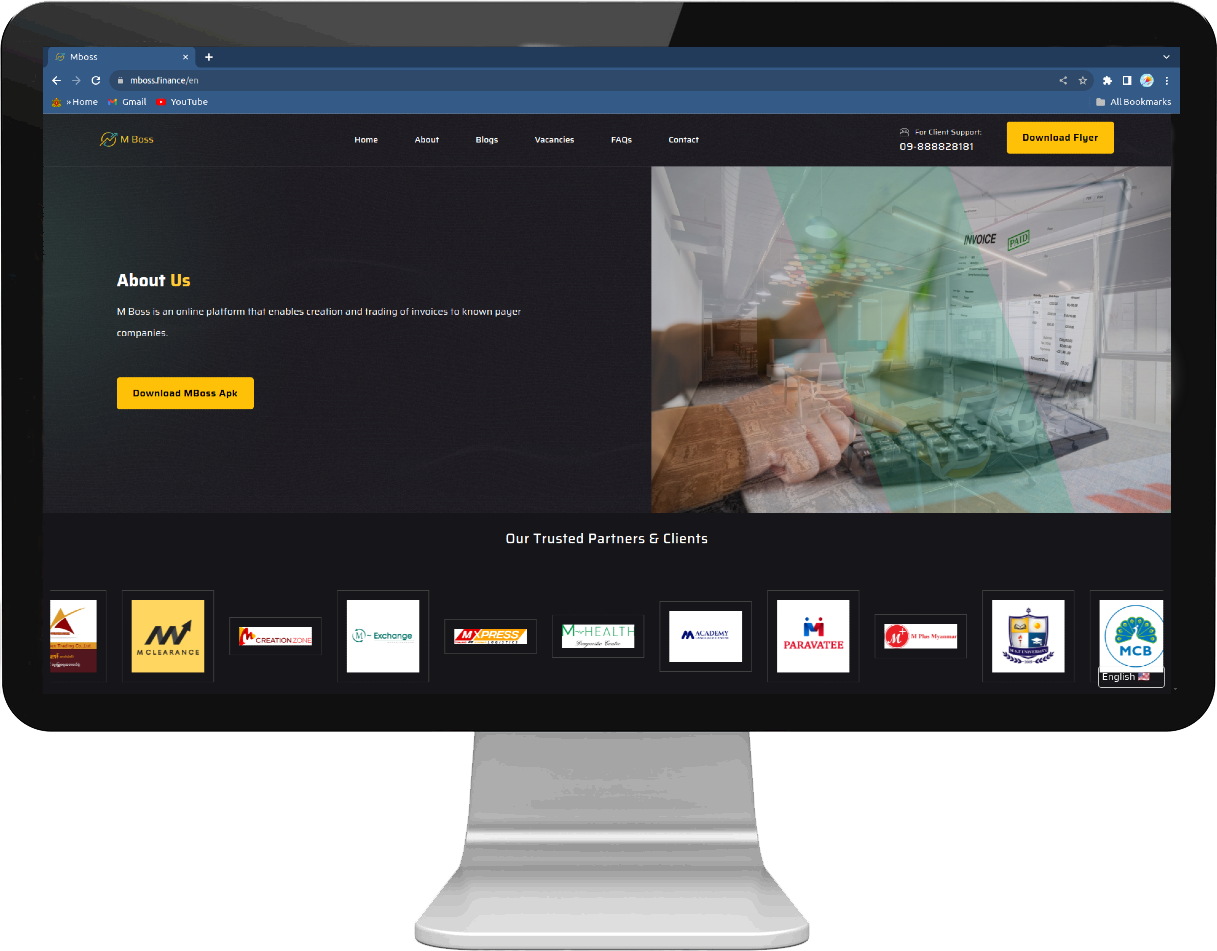 Mboss
mboss.finance/en
» Home
Gmail
YouTube
All Bookmarks
M Boss
Home
About
Blogs
Vacancies
FAQs
Contact
For Client Support:
09-888828181
Download Flyer
About Us
M Boss is an online platform that enables creation and trading of invoices to known payer
companies.
Download MBoss Apk
INVOICE
PAID
Our Trusted Partners & Clients
Trading Co.,Ltd
M CLEARANCE
CREATIONZONE
M - Exchange
MXPRESS
LOGISTICS
M HEALTH
Diagnostic Centre
M ACADEMY
PARAVATEE
M Plus Myanmar
UNIVERSITY
MCB
English